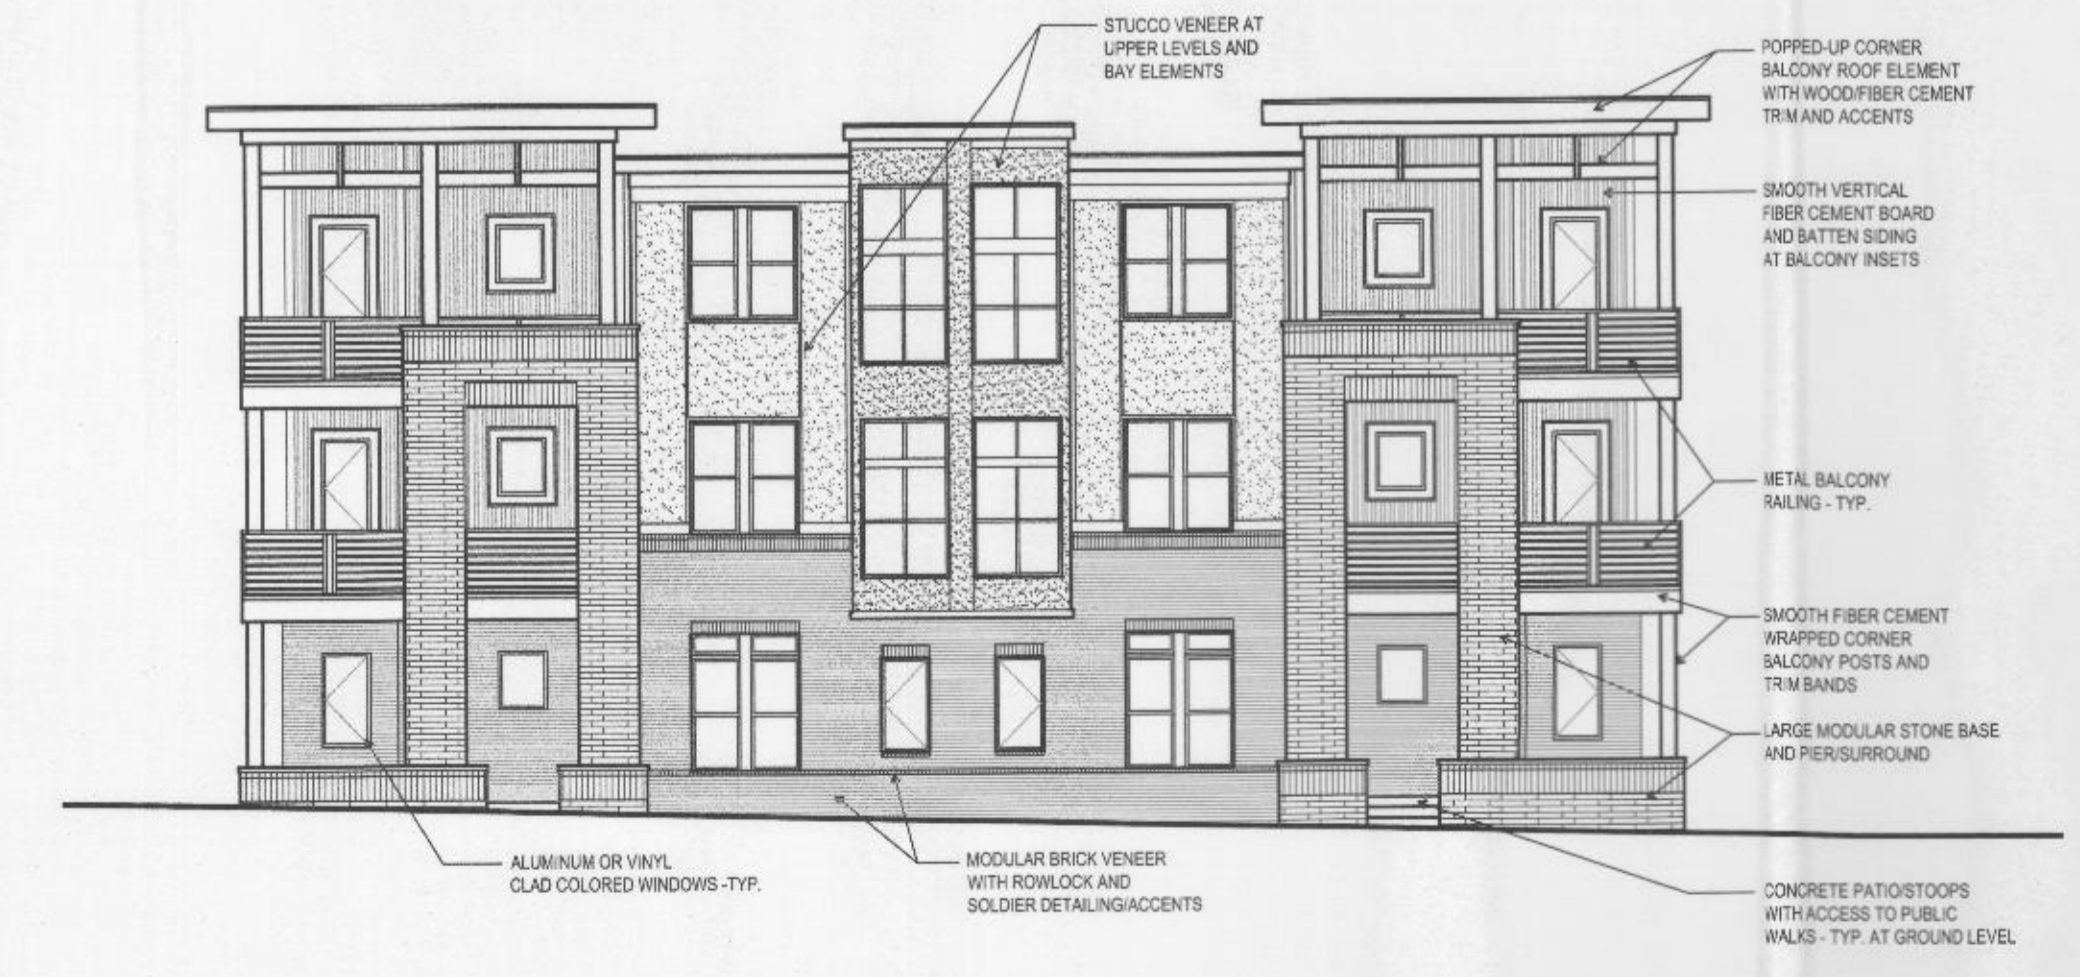 STUCCO VENEER AT
UPPER LEVELS AND
BAY ELEMENTS
POPPED-UP CORNER
BALCONY ROOF ELEMENT
WITH WOOD/FIBER CEMENT
TRIM AND ACCENTS
SMOOTH VERTICAL
FIBER CEMENT BOARD
AND BATTEN SIDING
AT BALCONY INSETS
METAL BALCONY
RAILING - TYP.
SMOOTH FIBER CEMENT
WRAPPED CORNER
BALCONY POSTS AND
TRIM BANDS
LARGE MODULAR STONE BASE
AND PIER/SURROUND
ALUMINUM OR VINYL
CLAD COLORED WINDOWS -TYP.
MODULAR BRICK VENEER
WITH ROWLOCK AND
SOLDIER DETAILING/ACCENTS
CONCRETE PATIO/STOOPS
WITH ACCESS TO PUBLIC
WALKS - TYP. AT GROUND LEVEL